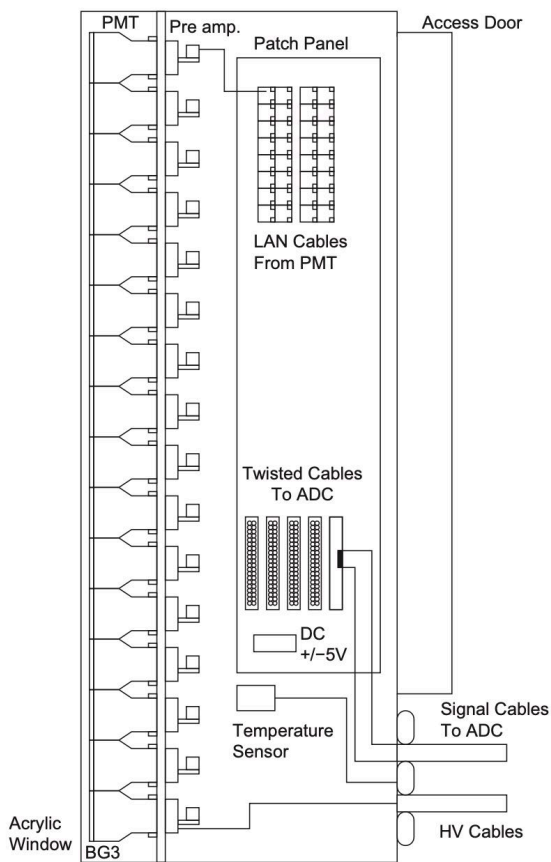 PMT
Pre amp.
Access Door
Patch Panel
LAN Cables
From PMT
Twisted Cables
To ADC
DC
+/−5V
Temperature
Sensor
Signal Cables
To ADC
HV Cables
Acrylic
Window
BG3